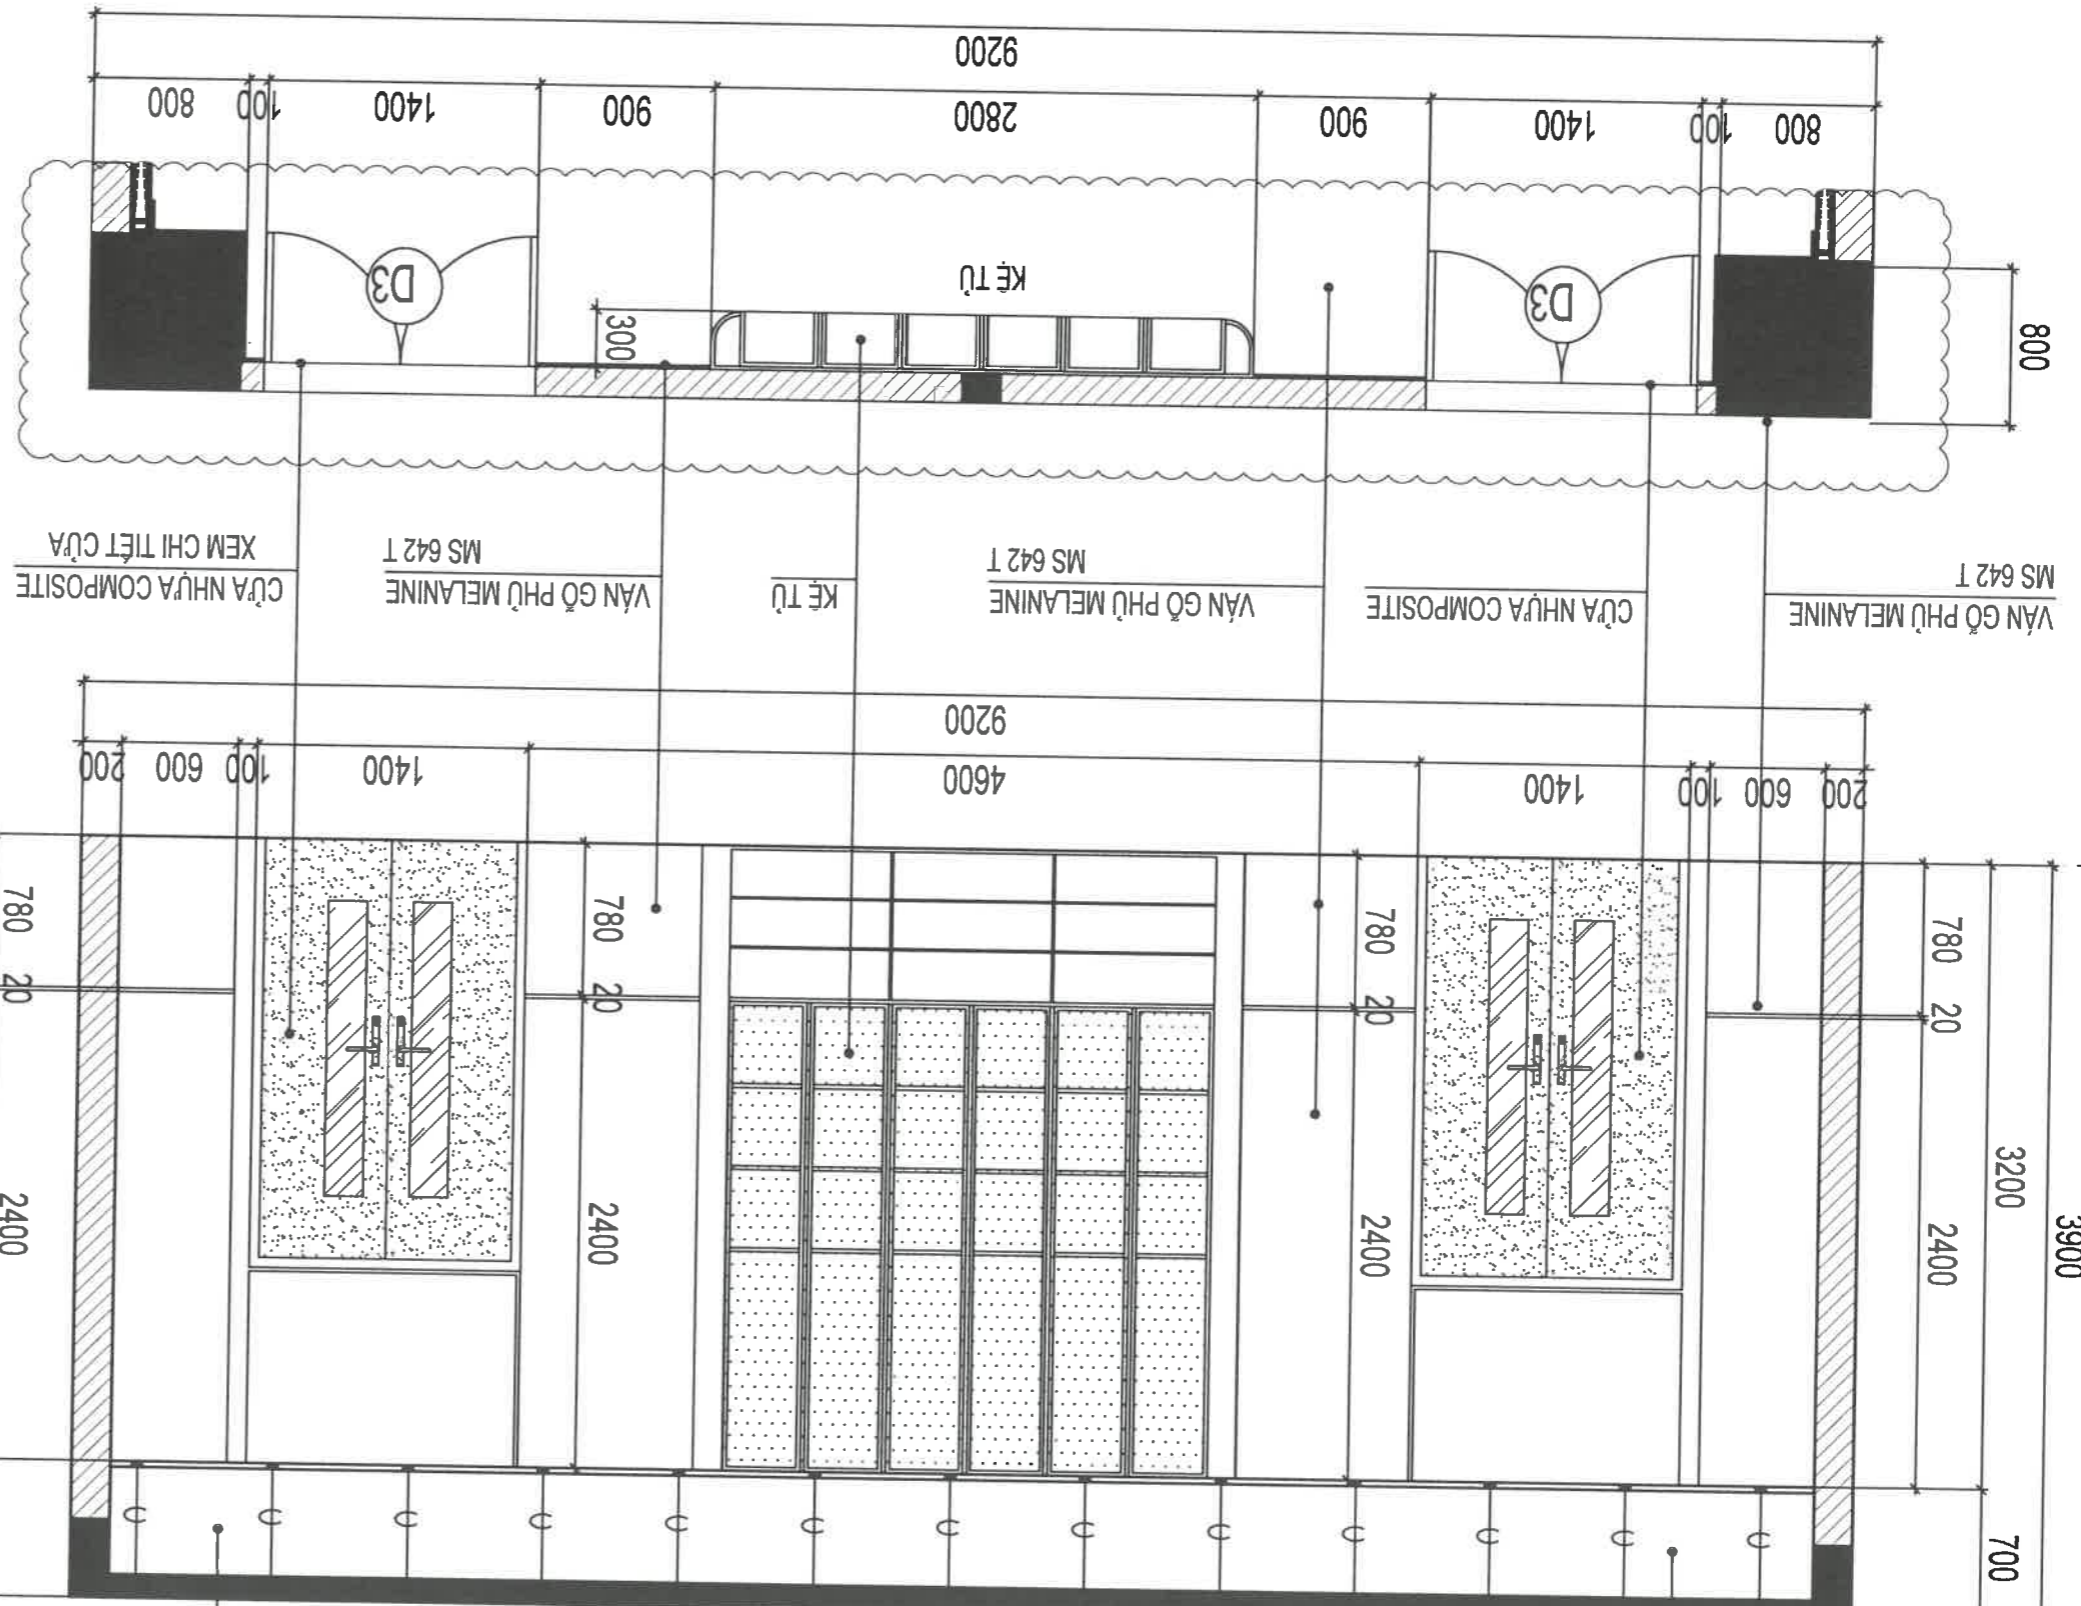 700
3900
3200
2400
2400
2400
2400
20
20
20
20
780
780
780
780
200 600 100 1400 4600 1400 100 600 200
9200
VÁN GỖ PHỦ MELANINE
MS 642 T
CỬA NHỰA COMPOSITE
VÁN GỖ PHỦ MELANINE
MS 642 T
KỆ TỦ
VÁN GỖ PHỦ MELANINE
MS 642 T
CỬA NHỰA COMPOSITE
XEM CHI TIẾT CỬA
800
D3
KỆ TỦ
300
D3
800 100 1400 900 2800 900 1400 100 800
9200